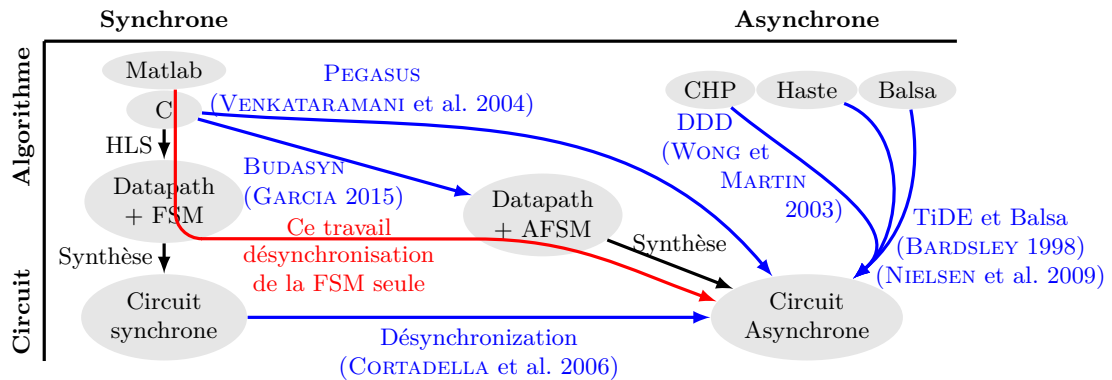 Synchrone
Asynchrone
Algorithme
Circuit
Matlab
C
HLS
Datapath
+ FSM
Synthèse
Circuit
synchrone
PEGASUS
(VENKATARAMANI et al. 2004)
BUDASYN
(GARCIA 2015)
Ce travail
désynchronisation
de la FSM seule
Datapath
+ AFSM
Synthèse
Désynchronization
(CORTADELLA et al. 2006)
CHP
Haste
Balsa
DDD
(WONG et
MARTIN
2003)
TiDE et Balsa
(BARDSLEY 1998)
(NIELSEN et al. 2009)
Circuit
Asynchrone